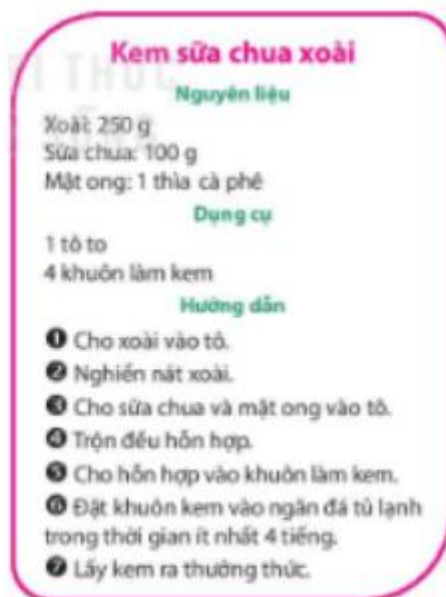 Kem sữa chua xoài
Nguyên liệu
Xoài: 250 g
Sữa chua: 100 g
Mật ong: 1 thìa cà phê
Dụng cụ
1 tô to
4 khuôn làm kem
Hướng dẫn
❶ Cho xoài vào tô.
❷ Nghiền nát xoài.
❸ Cho sữa chua và mật ong vào tô.
❹ Trộn đều hỗn hợp.
❺ Cho hỗn hợp vào khuôn làm kem.
❻ Đặt khuôn kem vào ngăn đá tủ lạnh
trong thời gian ít nhất 4 tiếng.
❼ Lấy kem ra thưởng thức.